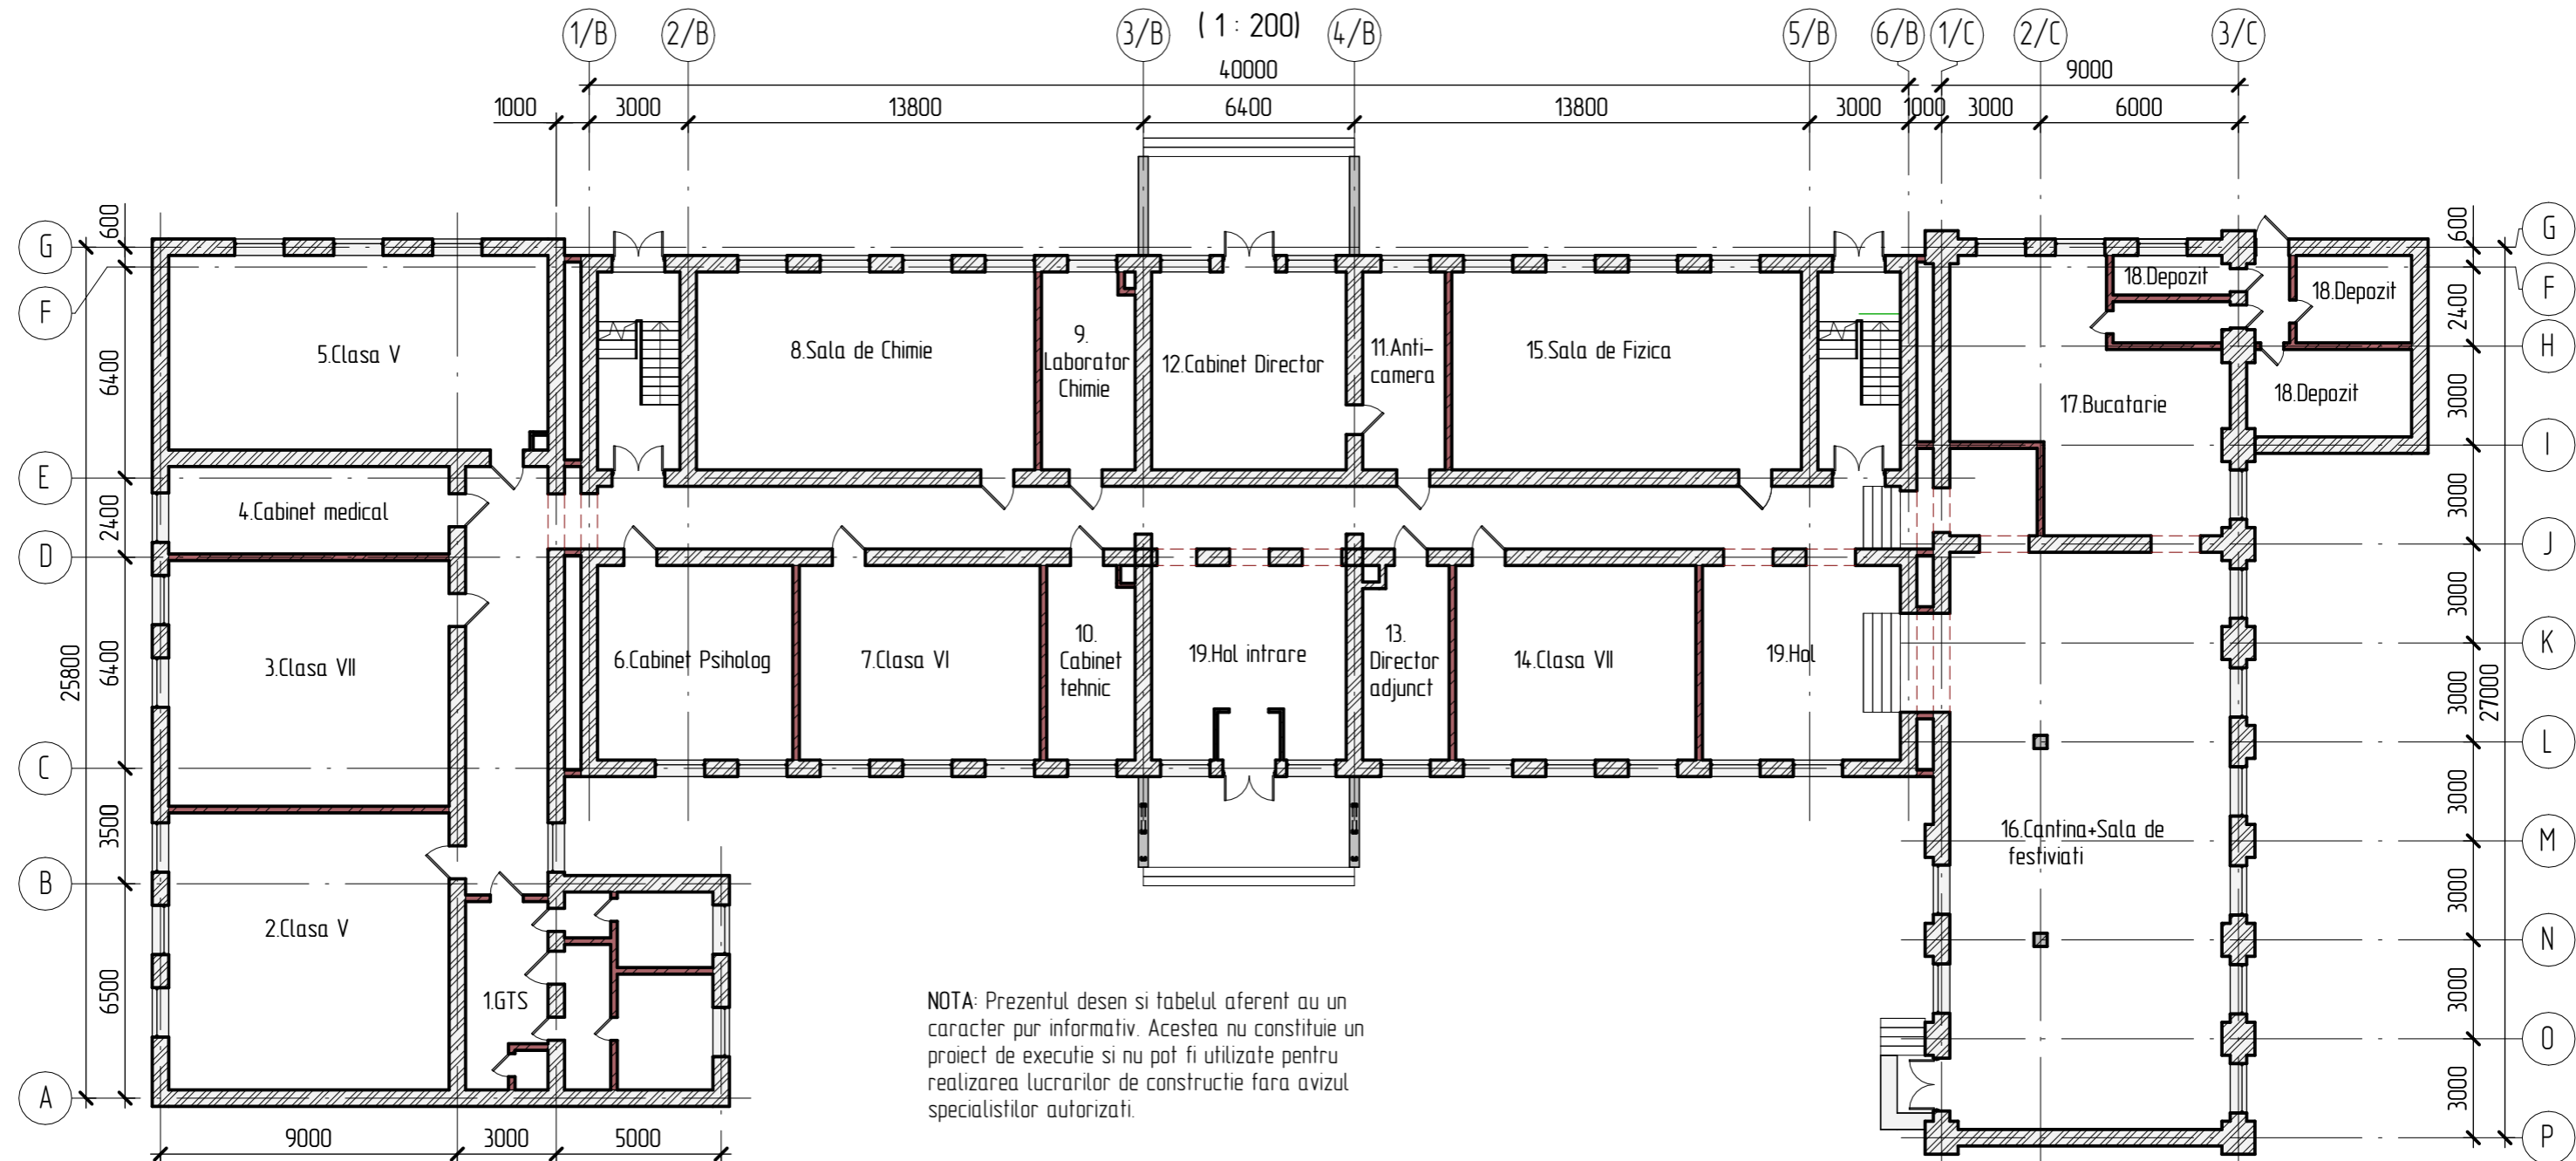 1/B 2/B 3/B ( 1 : 200) 4/B 5/B 6/B 1/C 2/C 3/C
40000 9000
1000 3000 13800 6400 13800 3000 1000 3000 6000
G 600 600 G
F F
18.Depozit
18.Depozit
2400
H
5.Clasa V
8.Sala de Chimie
9.
Laborator
Chimie
12.Cabinet Director
11.Anti-
camera
15.Sala de Fizica
6400
18.Depozit
17.Bucatarie
3000
I
E
4.Cabinet medical
2400
3000
D
J
3.Clasa VII
6.Cabinet Psiholog
7.Clasa VI
10.
Cabinet
tehnic
19.Hol intrare
13.
Director
adjunct
14.Clasa VII
19.Hol
3000
K
25800
6400
27000
3000
L
C
3000
3500
16.Cantina+Sala de
festiviati
M
B
3000
2.Clasa V
N
6500
1.GTS
3000
O
3000
A
P
NOTA: Prezentul desen si tabelul aferent au un
caracter pur informativ. Acestea nu constituie un
proiect de executie si nu pot fi utilizate pentru
realizarea lucrarilor de constructie fara avizul
specialistilor autorizati.
9000 3000 5000